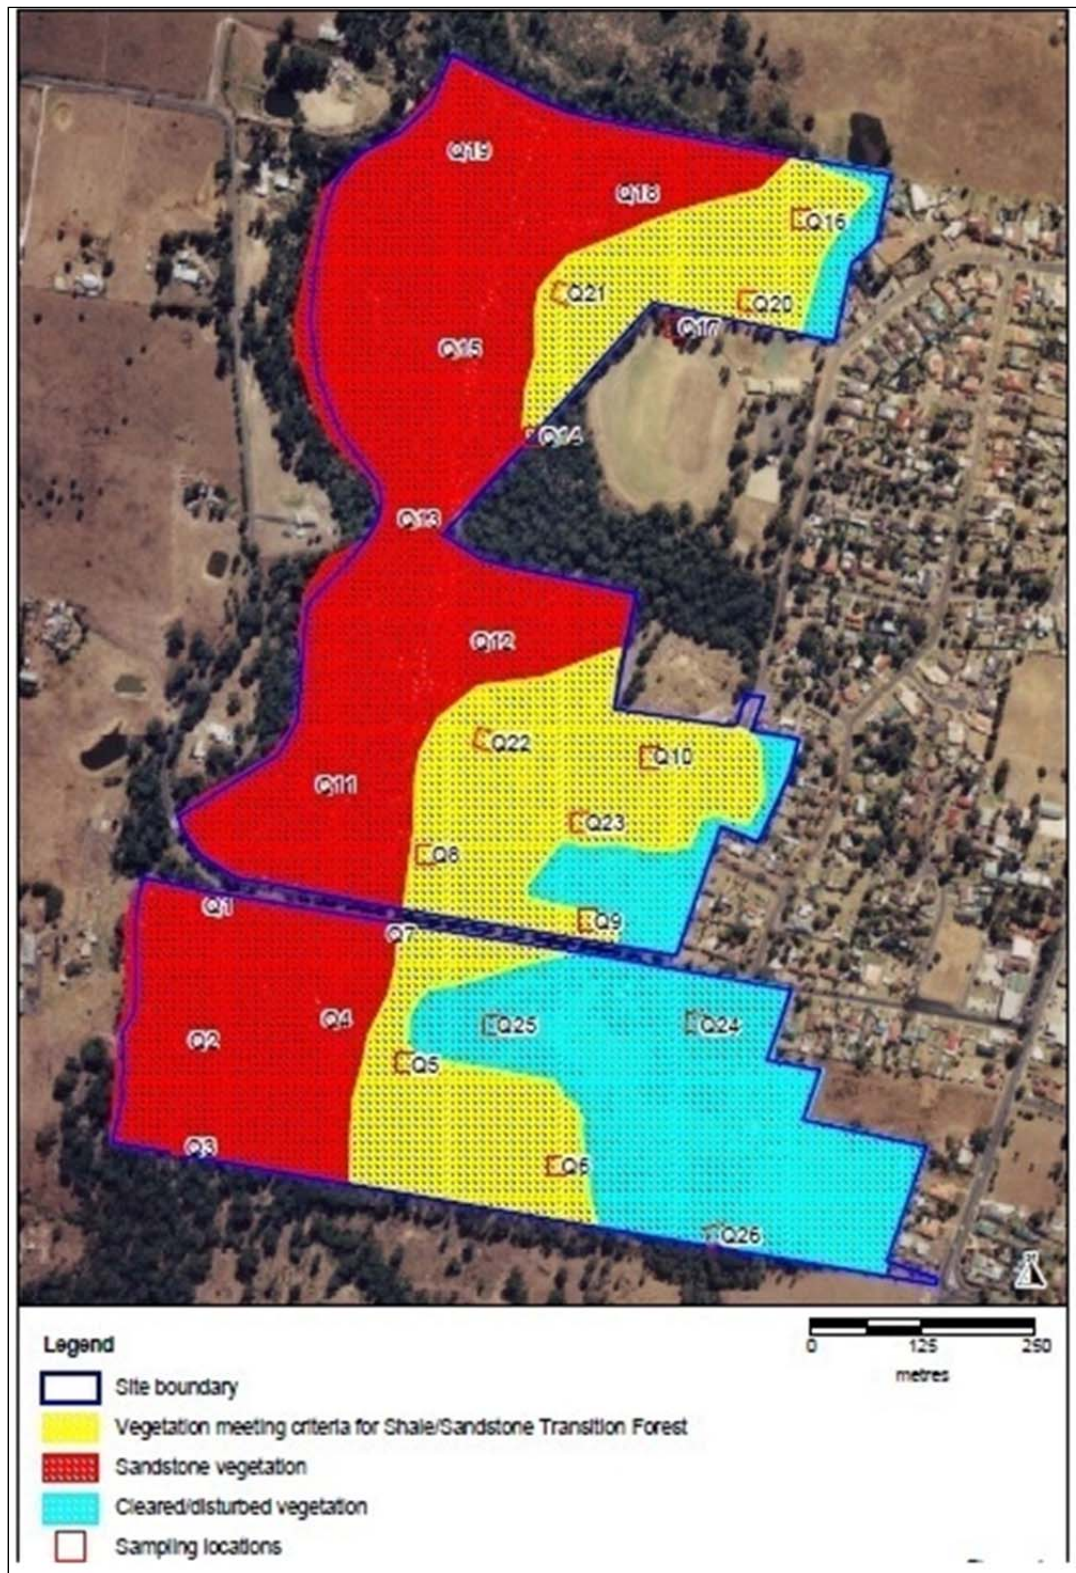 Q19
Q18
Q16
Q21
Q20
Q17
Q15
Q14
Q13
Q12
Q22
Q10
Q11
Q23
Q8
Q1
Q9
Q7
Q4
Q25
Q24
Q2
Q5
Q3
Q6
Q26
Legend
0 125 250
metres
Site boundary
Vegetation meeting criteria for Shale/Sandstone Transition Forest
Sandstone vegetation
Cleared/disturbed vegetation
Sampling locations